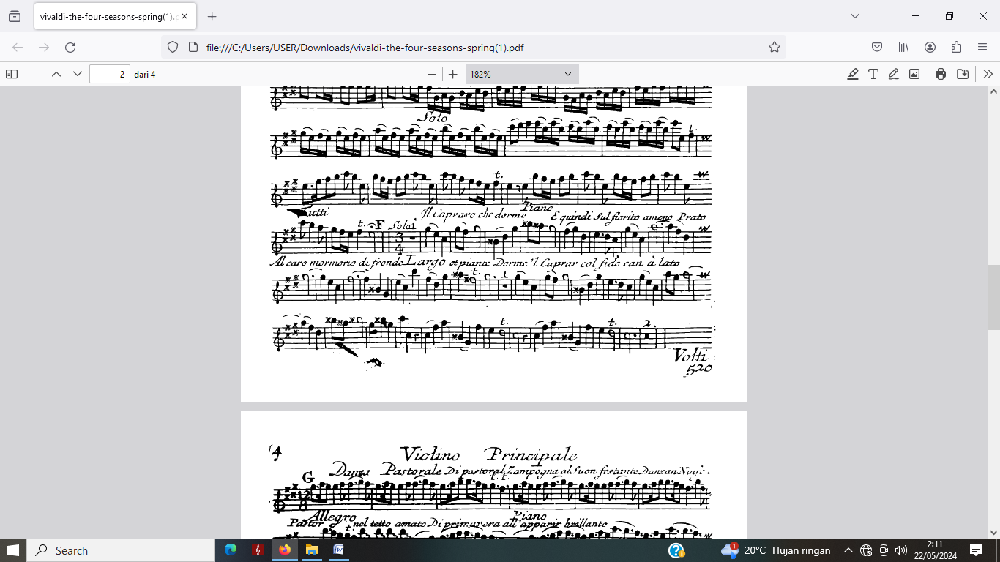 vivaldi-the-four-seasons-spring(1).p
file:///C:/Users/USER/Downloads/vivaldi-the-four-seasons-spring(1).pdf
2 dari 4
182%
Solo
t.
t.
Tutti Il Capraro che dorme Piano E quindi sul fiorito ameno Prato
t. F Soloi
3
4
Al caro mormorio di fronde Largo et piante Dorme 'l Caprar col fido can à lato
t.
t. t. 2.
Volti
520
4 Violino Principale
Danza Pastorale Di pastoral Zampogna al Suon festante Danzan Ninfe
G
12
8
Allegro Piano
Pastor nel tetto amato Di primavera all'apparir brillante
Search
1
20°C Hujan ringan
2:11
22/05/2024